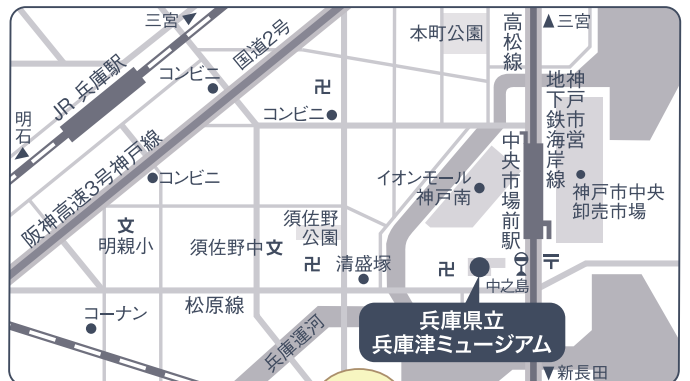 三宮
国道2号
本町公園
高松線
三宮
JR 兵庫駅
コンビニ
卍
コンビニ
神戸市営
地下鉄海岸線
明石
阪神高速3号神戸線
コンビニ
中央市場前駅
イオンモール
神戸南
神戸市中央
卸売市場
文
明親小
須佐野中 文
須佐野
公園
卍
清盛塚
卍
〒
中之島
コーナン
松原線
兵庫運河
兵庫県立
兵庫津ミュージアム
新長田